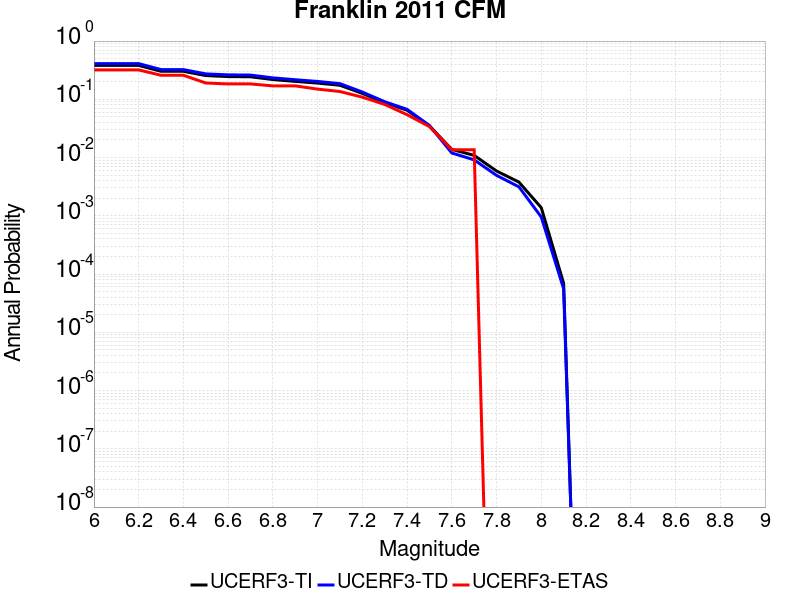 Franklin 2011 CFM
10^0
10^-1
10^-2
10^-3
10^-4
10^-5
10^-6
10^-7
10^-8
Annual Probability
6 6.2 6.4 6.6 6.8 7 7.2 7.4 7.6 7.8 8 8.2 8.4 8.6 8.8 9
Magnitude
UCERF3-TI UCERF3-TD UCERF3-ETAS